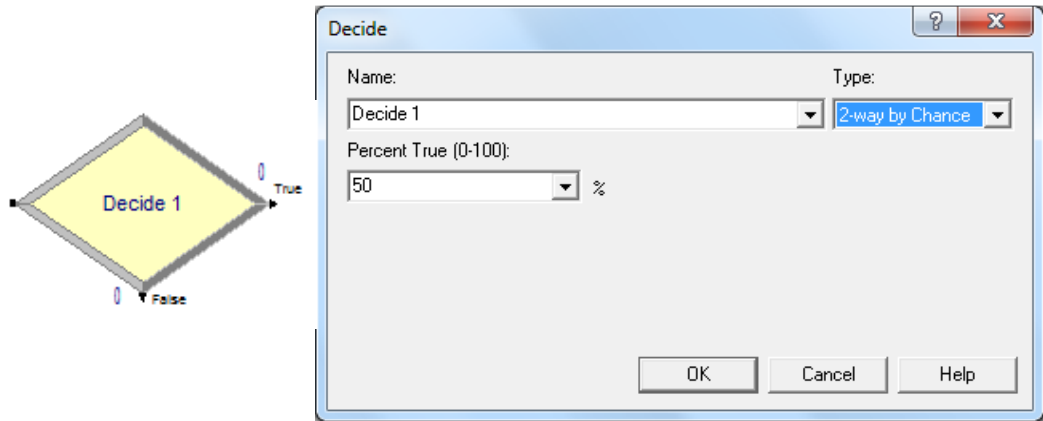 Decide 1
0
True
0
False
Decide
?
X
Name:
Type:
Decide 1
2-way by Chance
Percent True (0-100):
50
%
OK
Cancel
Help